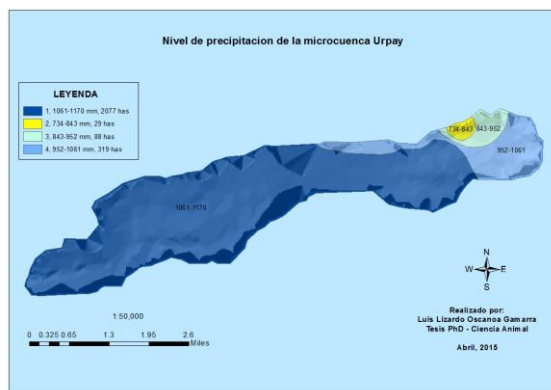 Nivel de precipitacion de la microcuenca Urpay
LEYENDA
1, 1061-1170 mm, 2077 has
2, 734-843 mm, 29 has
3, 843-952 mm, 88 has
4, 952-1061 mm, 319 has
734-843
843-952
952-1061
1061-1170
N
W
E
S
1:50,000
0 0.325 0.65 1.3 1.95 2.6
Miles
Realizado por:
Luis Lizardo Oscanoa Gamarra
Tesis PhD - Ciencia Animal
Abril, 2015